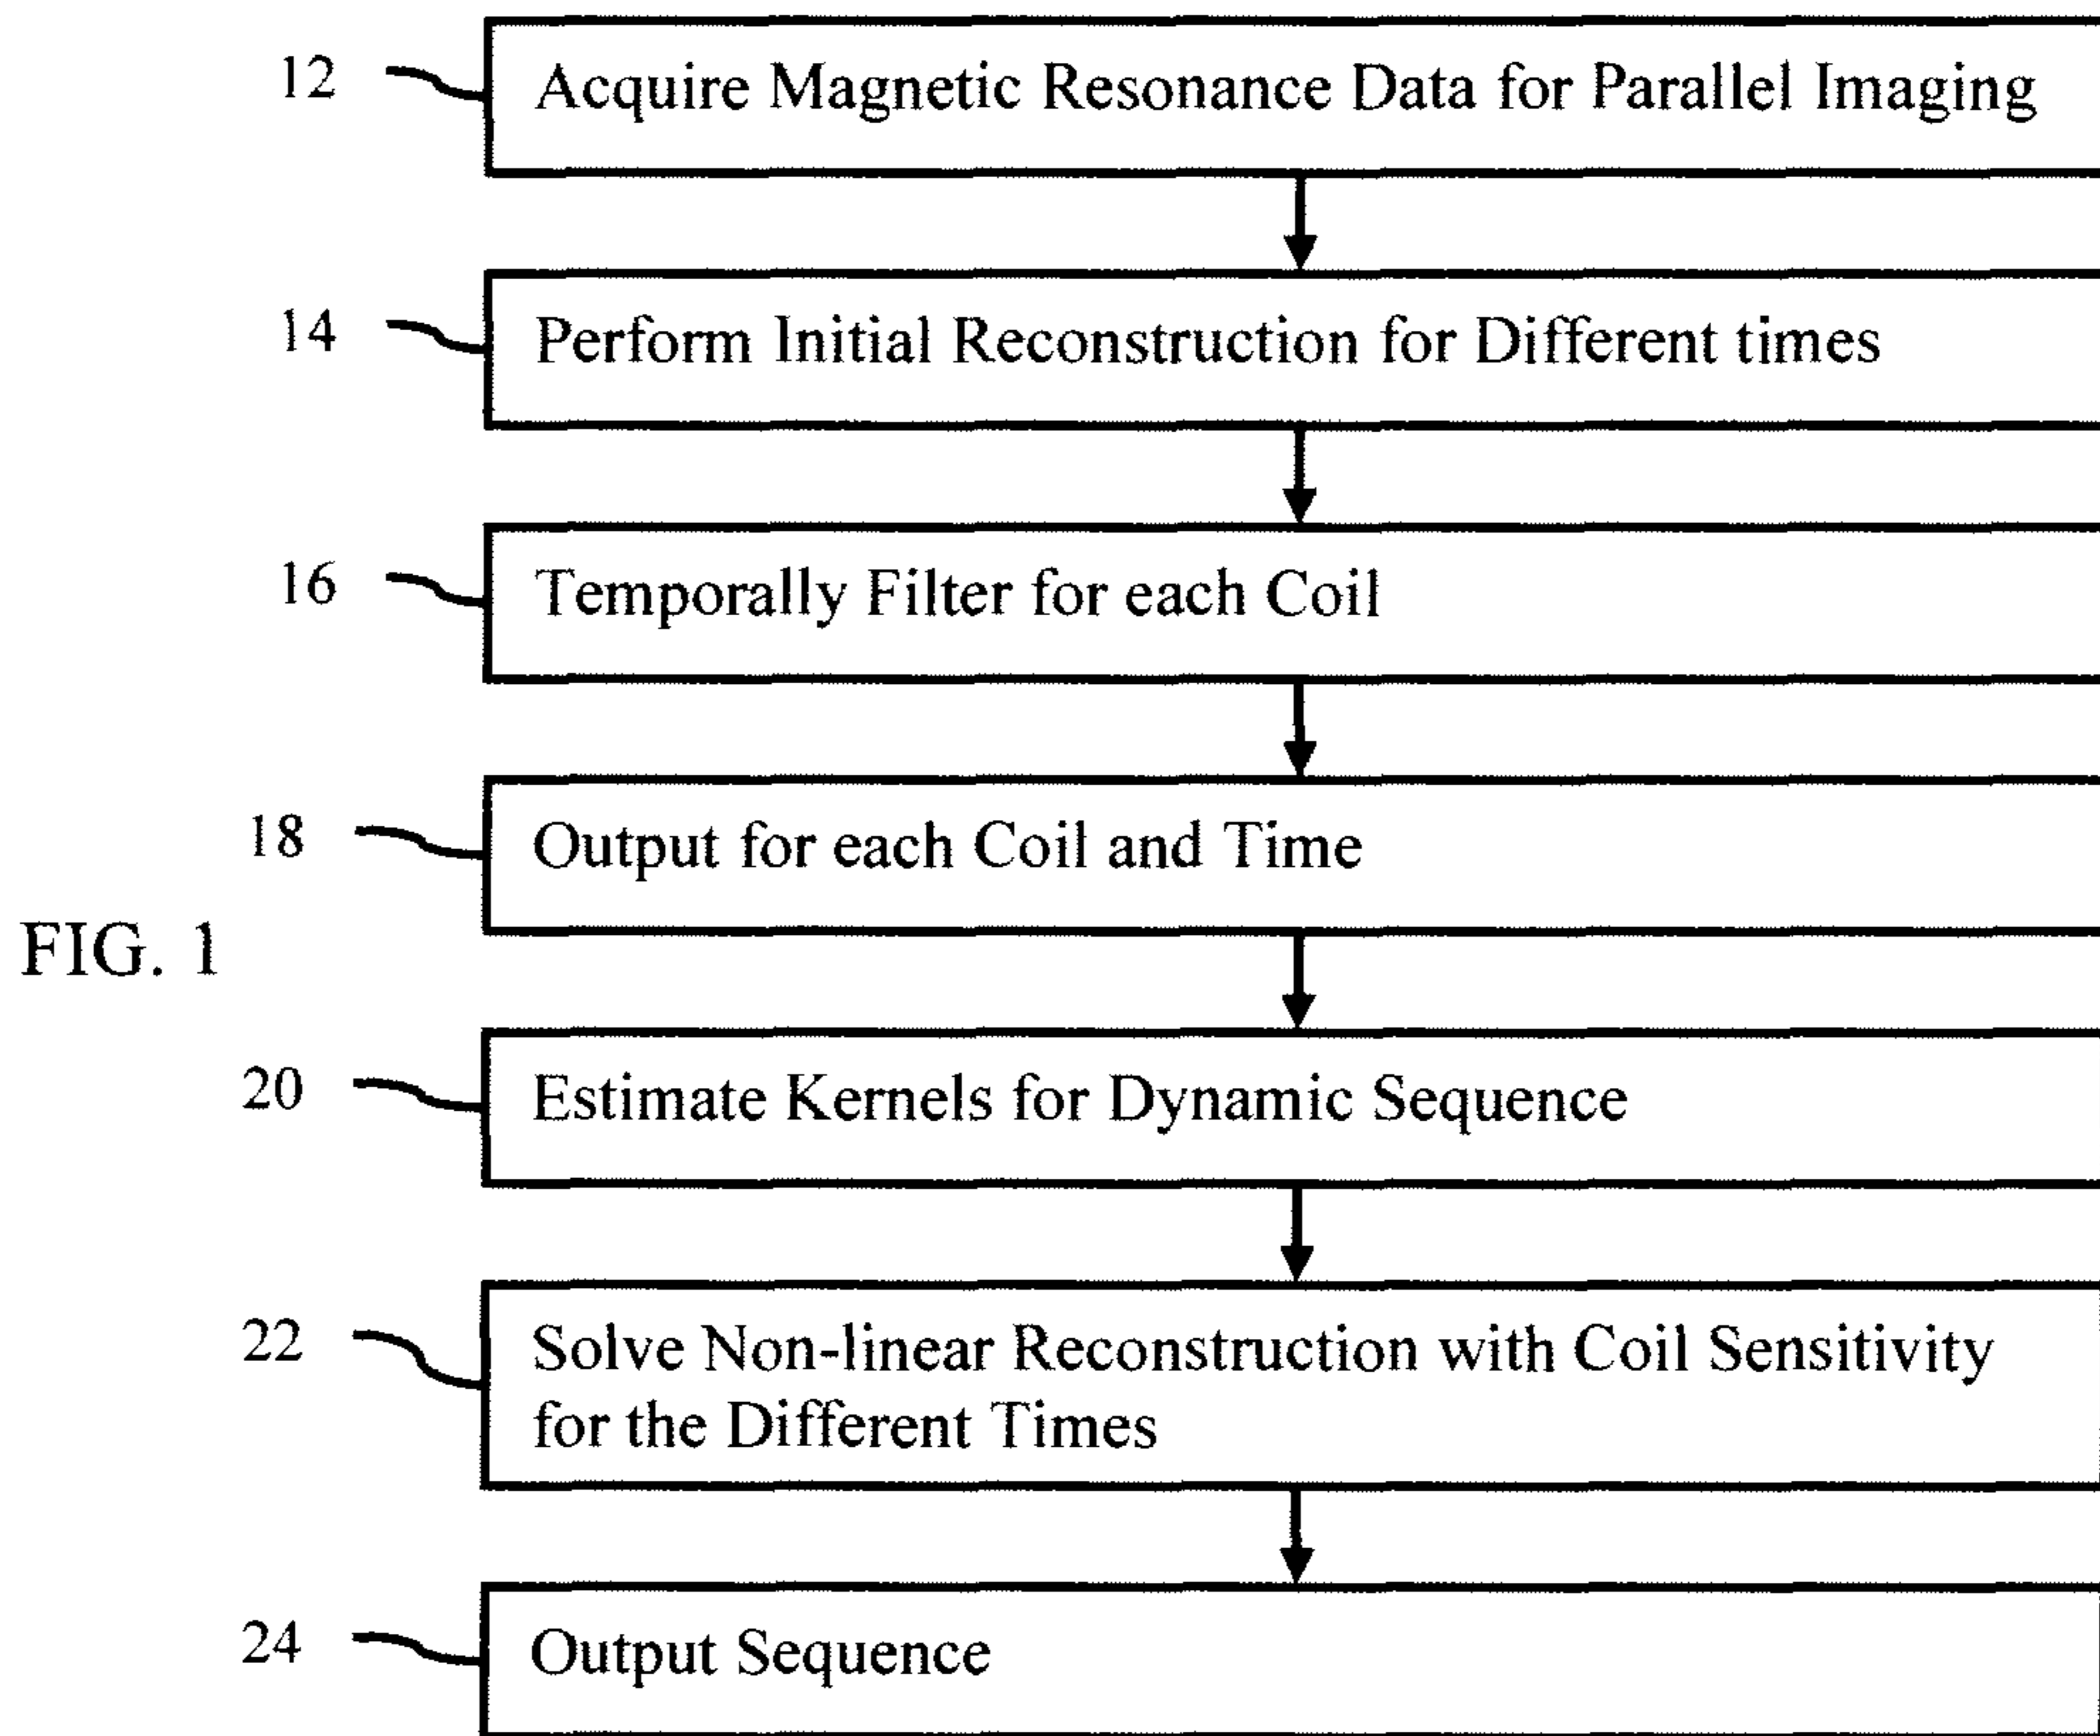 12 Acquire Magnetic Resonance Data for Parallel Imaging
14 Perform Initial Reconstruction for Different times
16 Temporally Filter for each Coil
18 Output for each Coil and Time
FIG. 1
20 Estimate Kernels for Dynamic Sequence
22 Solve Non-linear Reconstruction with Coil Sensitivity
for the Different Times
24 Output Sequence